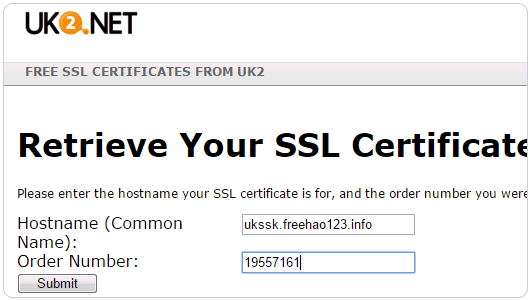 UK2.NET
FREE SSL CERTIFICATES FROM UK2
Retrieve Your SSL Certificate
Please enter the hostname your SSL certificate is for, and the order number you were
Hostname (Common
Name):
ukssk.freehao123.info
Order Number:
19557161
Submit